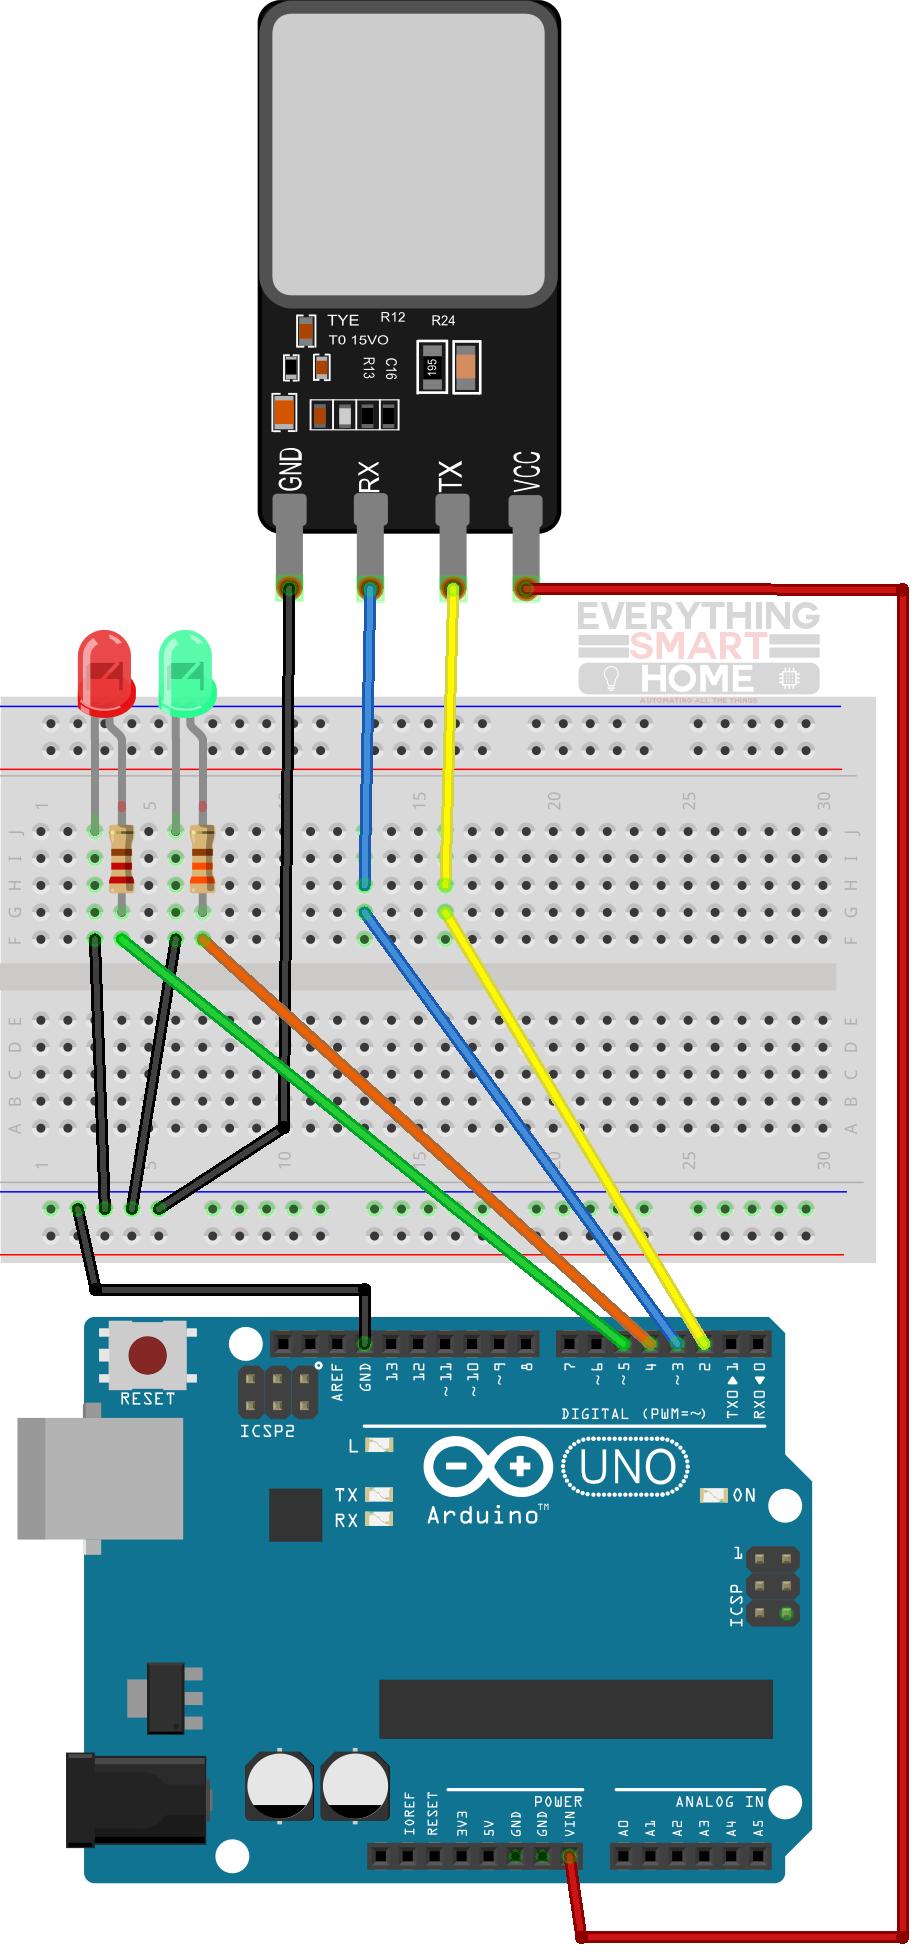 TYE R12 R24
T0 15VO
R13 C16 195
GND RX TX VCC
EVERYTHING
SMART
HOME
AUTOMATING ALL THE THINGS
1 5 10 15 20 25 30
J J
I I
H H
G G
F F
E E
D D
C C
B B
A A
1 5 10 15 20 25 30
RESET
AREF GND 13 12 ~11 ~10 ~9 8 7 ~6 ~5 4 ~3 2 TX0▶1 RX0◀0
ICSP2
DIGITAL (PWM=~)
L
TX
RX
UNO
ON
Arduino™
1
ICSP
POWER
ANALOG IN
IOREF RESET 3V3 5V GND GND VIN A0 A1 A2 A3 A4 A5